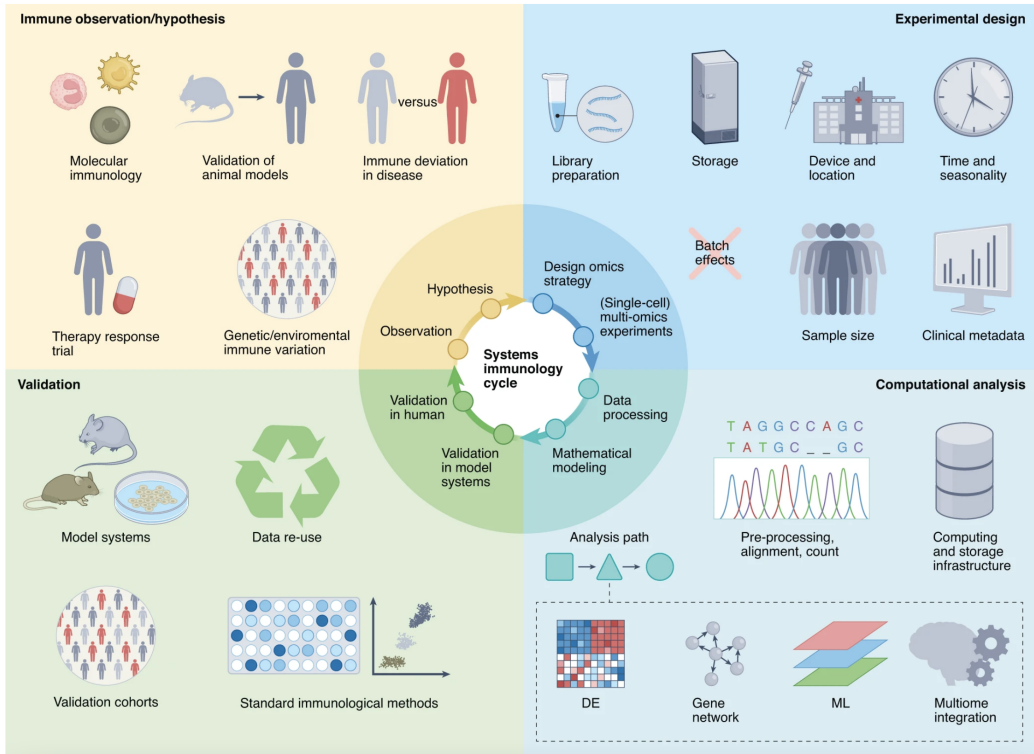 Immune observation/hypothesis
Molecular
immunology
Validation of
animal models
versus
Immune deviation
in disease
Therapy response
trial
Genetic/enviromental
immune variation
Experimental design
Library
preparation
Storage
Device and
location
Time and
seasonality
Batch
effects
Sample size
Clinical metadata
Systems
immunology
cycle
Observation
Hypothesis
Design omics
strategy
(Single-cell)
multi-omics
experiments
Data
processing
Mathematical
modeling
Validation
in model
systems
Validation
in human
Validation
Model systems
Data re-use
Validation cohorts
Standard immunological methods
Computational analysis
TAGGCCAGC
TATGC__GC
Pre-processing,
alignment, count
Computing
and storage
infrastructure
Analysis path
DE
Gene
network
ML
Multiome
integration